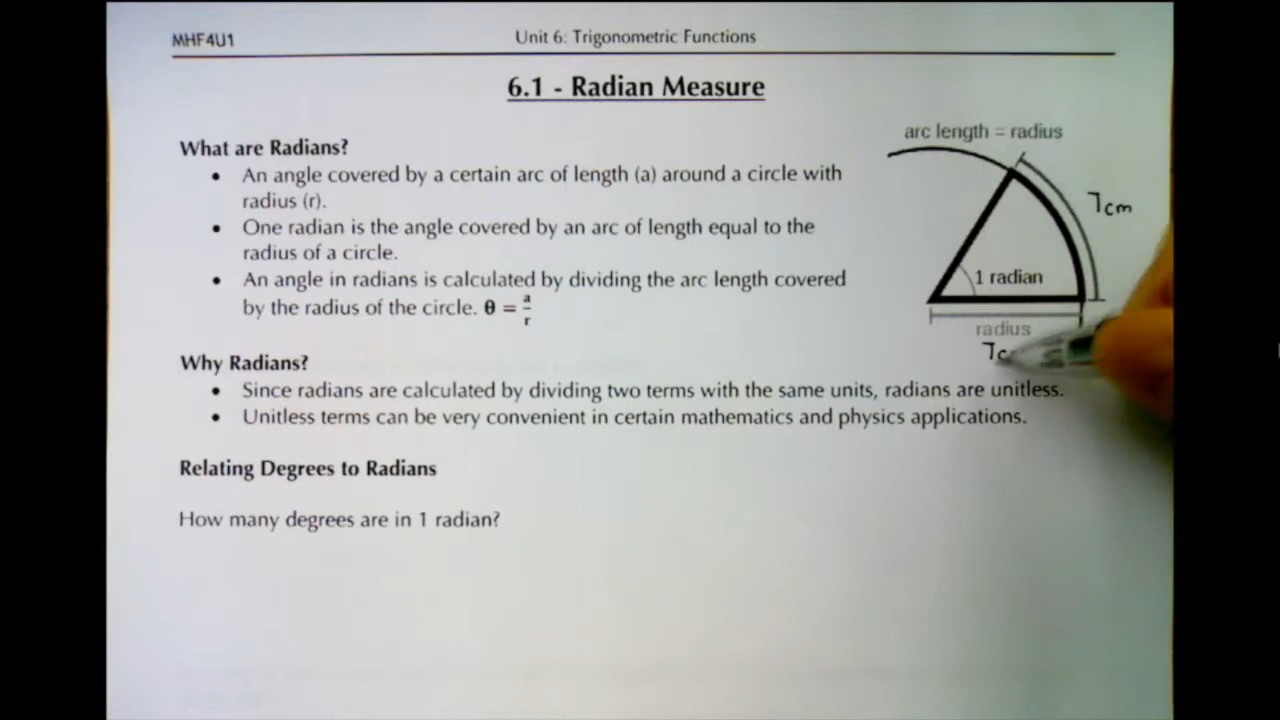 MHF4U1
Unit 6: Trigonometric Functions
6.1 - Radian Measure
What are Radians?
• An angle covered by a certain arc of length (a) around a circle with
radius (r).
• One radian is the angle covered by an arc of length equal to the
radius of a circle.
• An angle in radians is calculated by dividing the arc length covered
by the radius of the circle. θ = a/r
arc length = radius
7cm
1 radian
radius
7c
Why Radians?
• Since radians are calculated by dividing two terms with the same units, radians are unitless.
• Unitless terms can be very convenient in certain mathematics and physics applications.
Relating Degrees to Radians
How many degrees are in 1 radian?